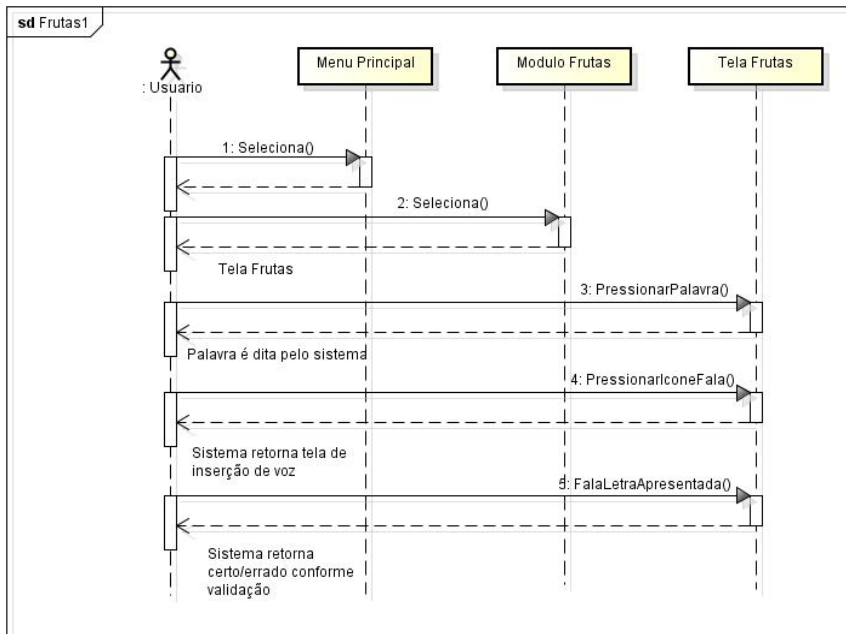 sd Frutas1
: Usuario
Menu Principal
Modulo Frutas
Tela Frutas
1: Seleciona()
2: Seleciona()
Tela Frutas
3: PressionarPalavra()
Palavra é dita pelo sistema
4: PressionarIconeFala()
Sistema retorna tela de
inserção de voz
5: FalaLetraApresentada()
Sistema retorna
certo/errado conforme
validação